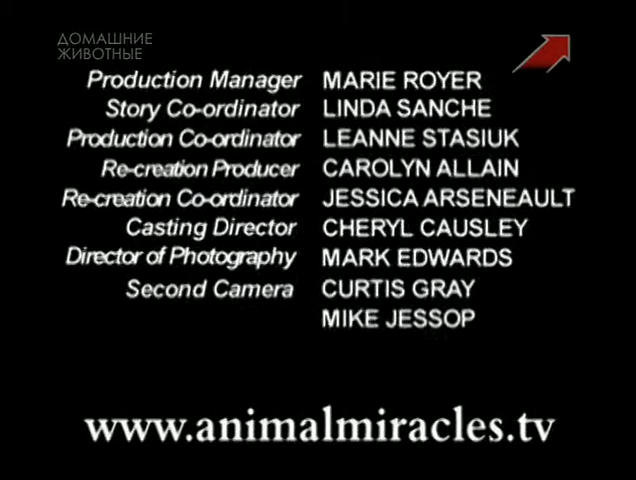 ДОМАШНИЕ
ЖИВОТНЫЕ
Production Manager MARIE ROYER
Story Co-ordinator LINDA SANCHE
Production Co-ordinator LEANNE STASIUK
Re-creation Producer CAROLYN ALLAIN
Re-creation Co-ordinator JESSICA ARSENEAULT
Casting Director CHERYL CAUSLEY
Director of Photography MARK EDWARDS
Second Camera CURTIS GRAY
MIKE JESSOP
www.animalmiracles.tv